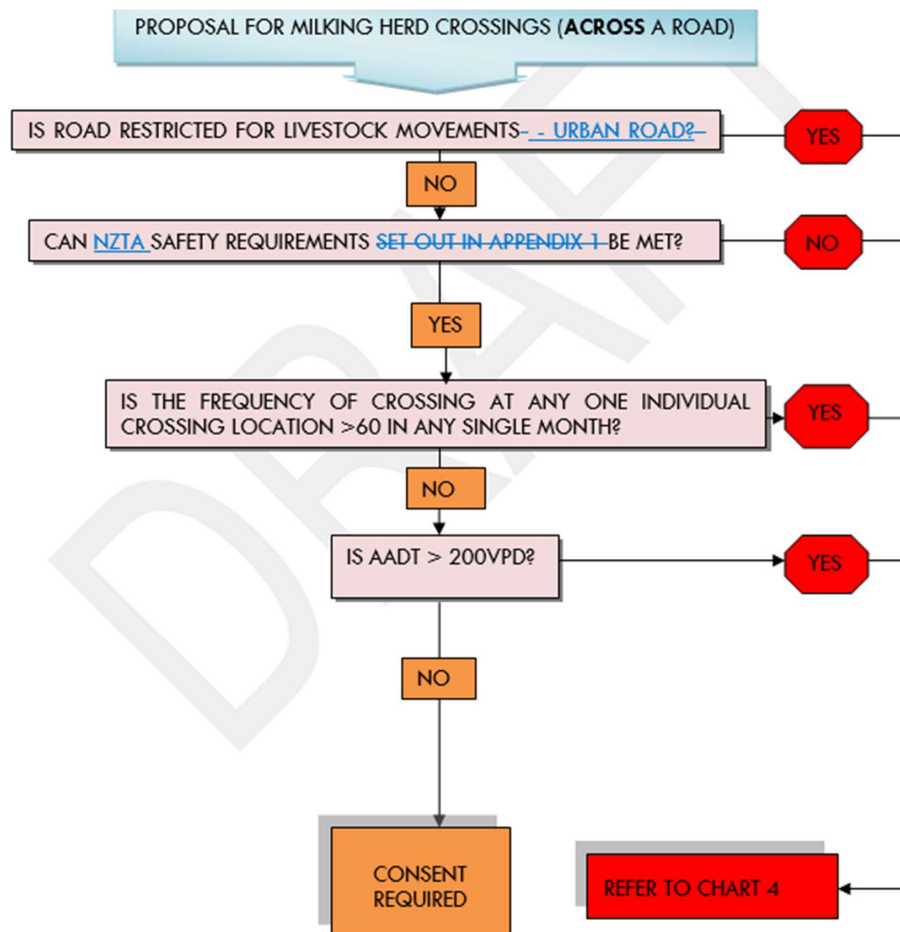 PROPOSAL FOR MILKING HERD CROSSINGS (ACROSS A ROAD)
IS ROAD RESTRICTED FOR LIVESTOCK MOVEMENTS- - URBAN ROAD?-
YES
NO
CAN NZTA SAFETY REQUIREMENTS SET OUT IN APPENDIX 1 BE MET?
NO
YES
IS THE FREQUENCY OF CROSSING AT ANY ONE INDIVIDUAL
CROSSING LOCATION >60 IN ANY SINGLE MONTH?
YES
NO
IS AADT > 200VPD?
YES
NO
CONSENT
REQUIRED
REFER TO CHART 4
DRAFT